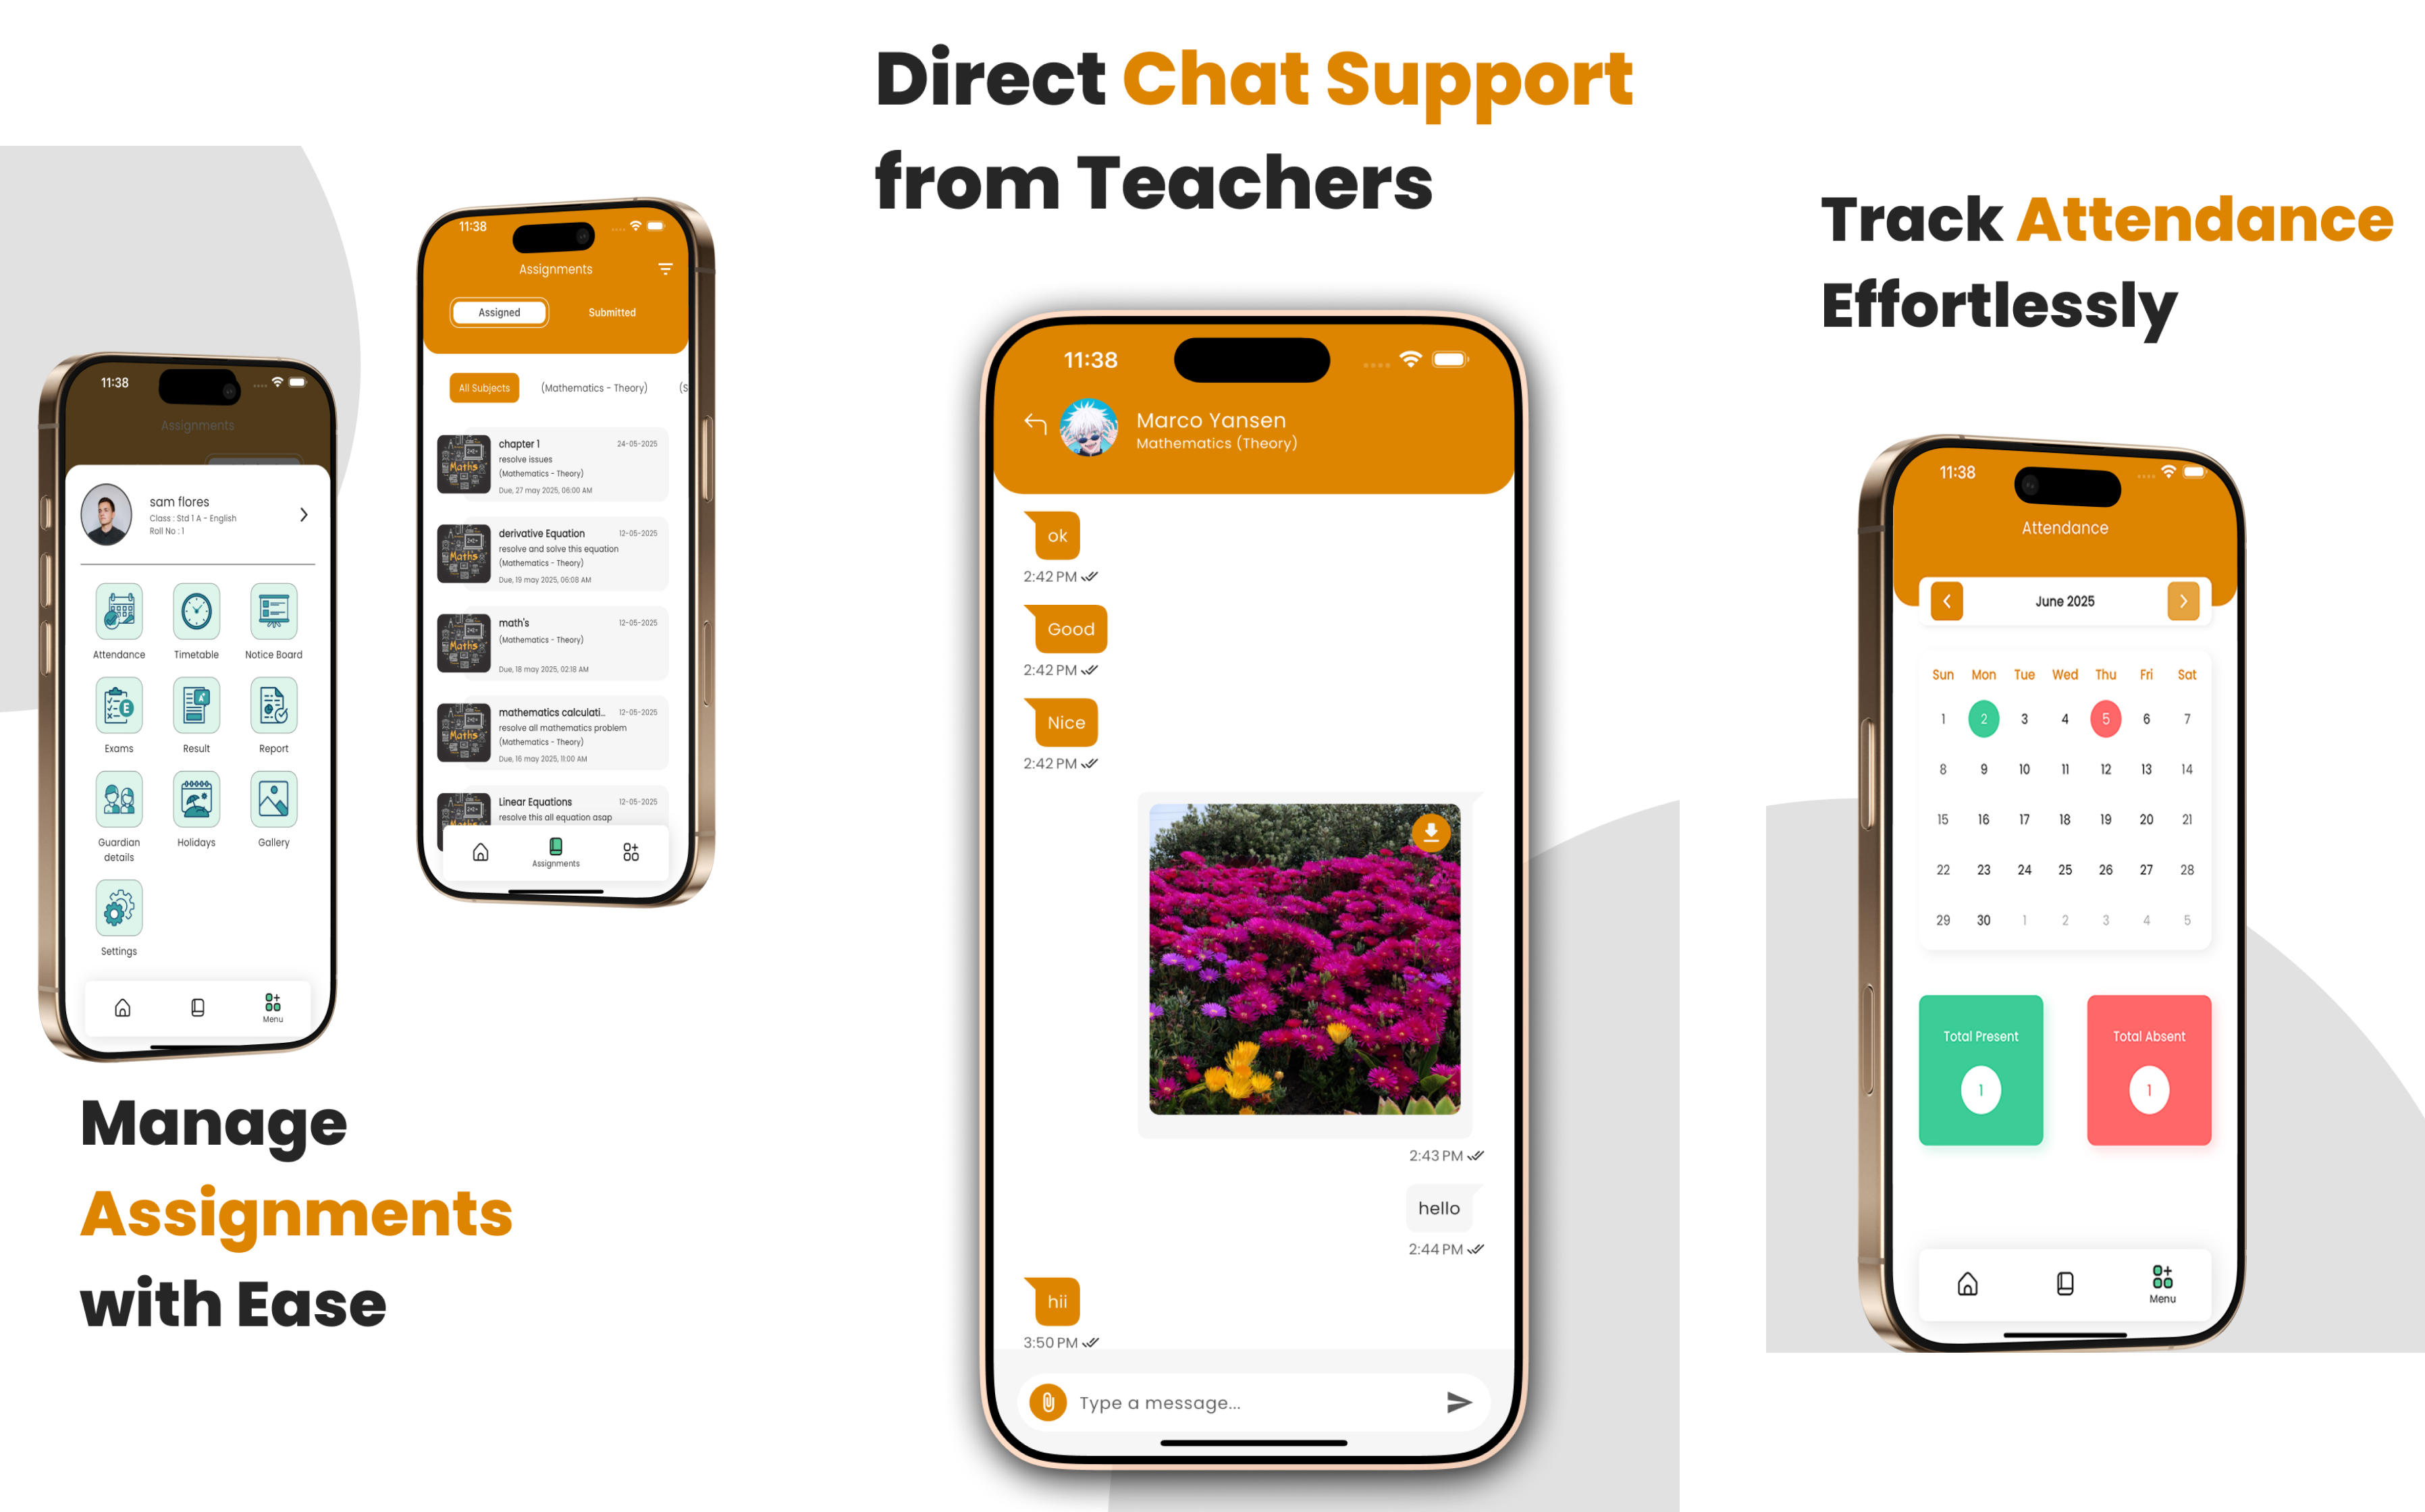 11:38
Assignments
sam flores
Class : Std 1 A - English
Roll No : 1
Attendance
Timetable
Notice Board
Exams
Result
Report
Guardian
details
Holidays
Gallery
Settings
Menu
Manage
Assignments
with Ease
11:38
Assignments
Assigned
Submitted
All Subjects
(Mathematics - Theory)
(S
chapter 1
24-05-2025
resolve issues
(Mathematics - Theory)
Due, 27 may 2025, 06:00 AM
derivative Equation
12-05-2025
resolve and solve this equation
(Mathematics - Theory)
Due, 19 may 2025, 06:08 AM
math's
12-05-2025
(Mathematics - Theory)
Due, 18 may 2025, 02:18 AM
mathematics calculati..
12-05-2025
resolve all mathematics problem
(Mathematics - Theory)
Due, 16 may 2025, 11:00 AM
Linear Equations
12-05-2025
resolve this all equation asap
Maths
Maths
Maths
Maths
Assignments
Direct Chat Support
from Teachers
11:38
Marco Yansen
Mathematics (Theory)
ok
2:42 PM
Good
2:42 PM
Nice
2:42 PM
2:43 PM
hello
2:44 PM
hii
3:50 PM
Type a message...
Track Attendance
Effortlessly
11:38
Attendance
June 2025
Sun Mon Tue Wed Thu Fri Sat
1 2 3 4 5 6 7
8 9 10 11 12 13 14
15 16 17 18 19 20 21
22 23 24 25 26 27 28
29 30 1 2 3 4 5
Total Present
1
Total Absent
1
Menu